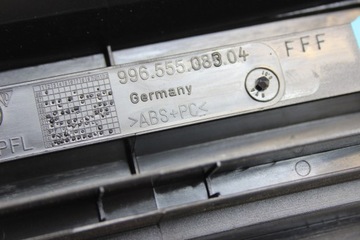 996.555.083.04
FFF
Germany
>ABS+PC<
PFL